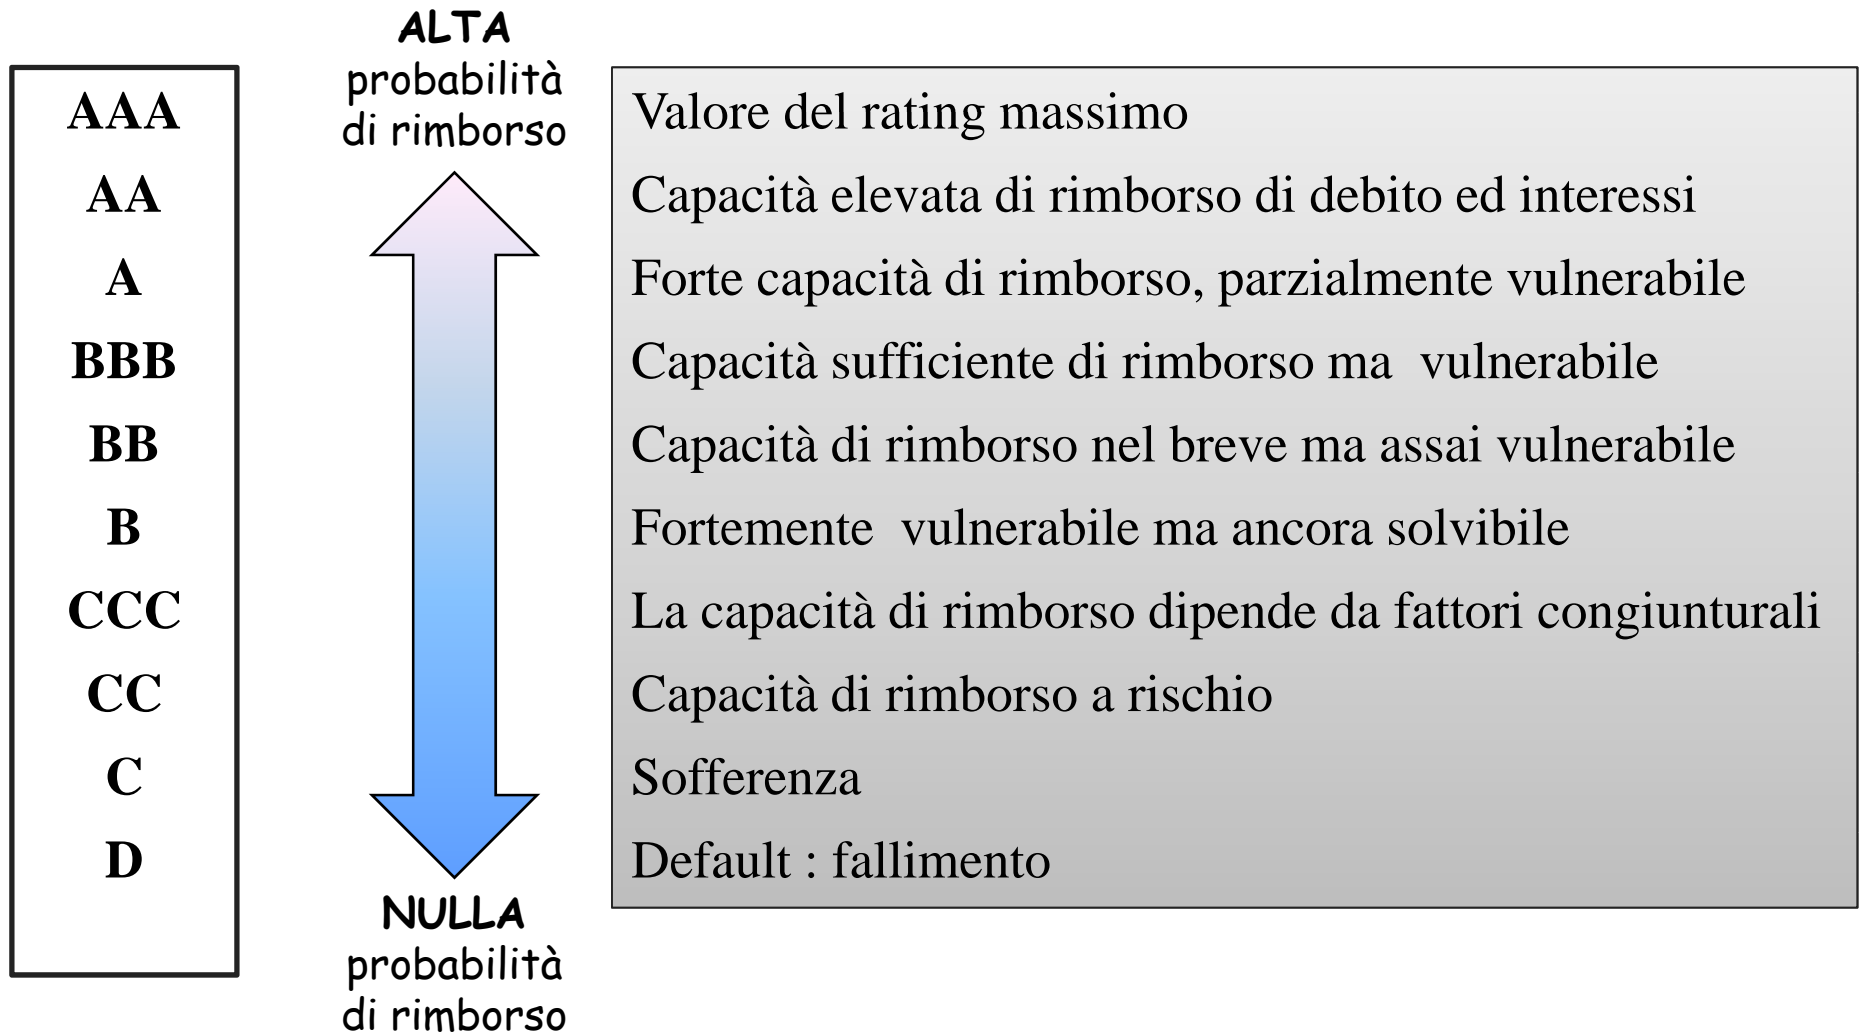 ALTA
probabilità
di rimborso
AAA
AA
A
BBB
BB
B
CCC
CC
C
D
Valore del rating massimo
Capacità elevata di rimborso di debito ed interessi
Forte capacità di rimborso, parzialmente vulnerabile
Capacità sufficiente di rimborso ma  vulnerabile
Capacità di rimborso nel breve ma assai vulnerabile
Fortemente  vulnerabile ma ancora solvibile
La capacità di rimborso dipende da fattori congiunturali
Capacità di rimborso a rischio
Sofferenza
Default : fallimento
NULLA
probabilità
di rimborso